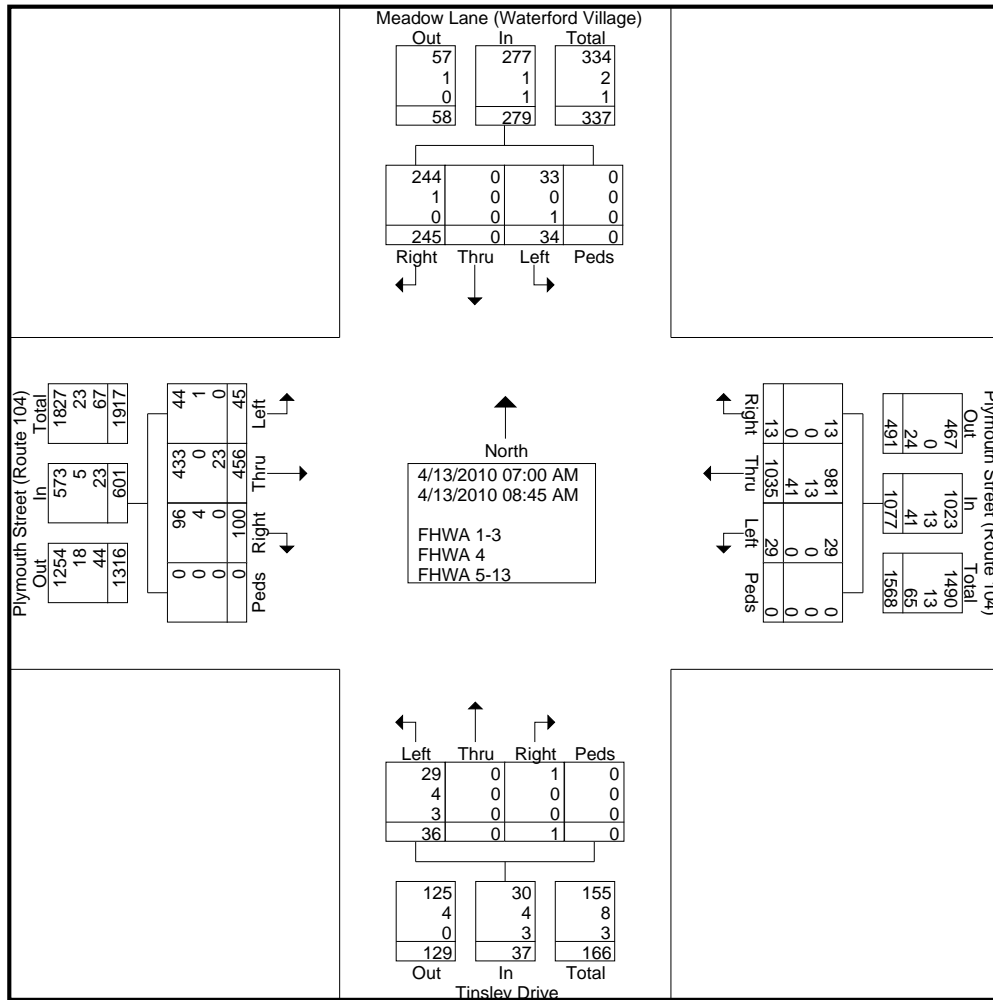 Meadow Lane (Waterford Village)
Out In Total
57 277 334
1 1 2
0 1 1
58 279 337
244 0 33 0
1 0 0 0
0 0 1 0
245 0 34 0
Right Thru Left Peds
Plymouth Street (Route 104)
Total
1827
23
67
1917
In
573
5
23
601
Out
1254
18
44
1316
44
1
0
45
Left
433
0
23
456
Thru
96
4
0
100
Right
0
0
0
0
Peds
North
4/13/2010 07:00 AM
4/13/2010 08:45 AM
FHWA 1-3
FHWA 4
FHWA 5-13
Right
13
0
0
13
Thru
981
13
41
1035
Left
29
0
0
29
Peds
0
0
0
0
Plymouth Street (Route 104)
Out
467
0
24
491
In
1023
13
41
1077
Total
1490
13
65
1568
Left Thru Right Peds
29 0 1 0
4 0 0 0
3 0 0 0
36 0 1 0
125 30 155
4 4 8
0 3 3
129 37 166
Out In Total
Tinsley Drive